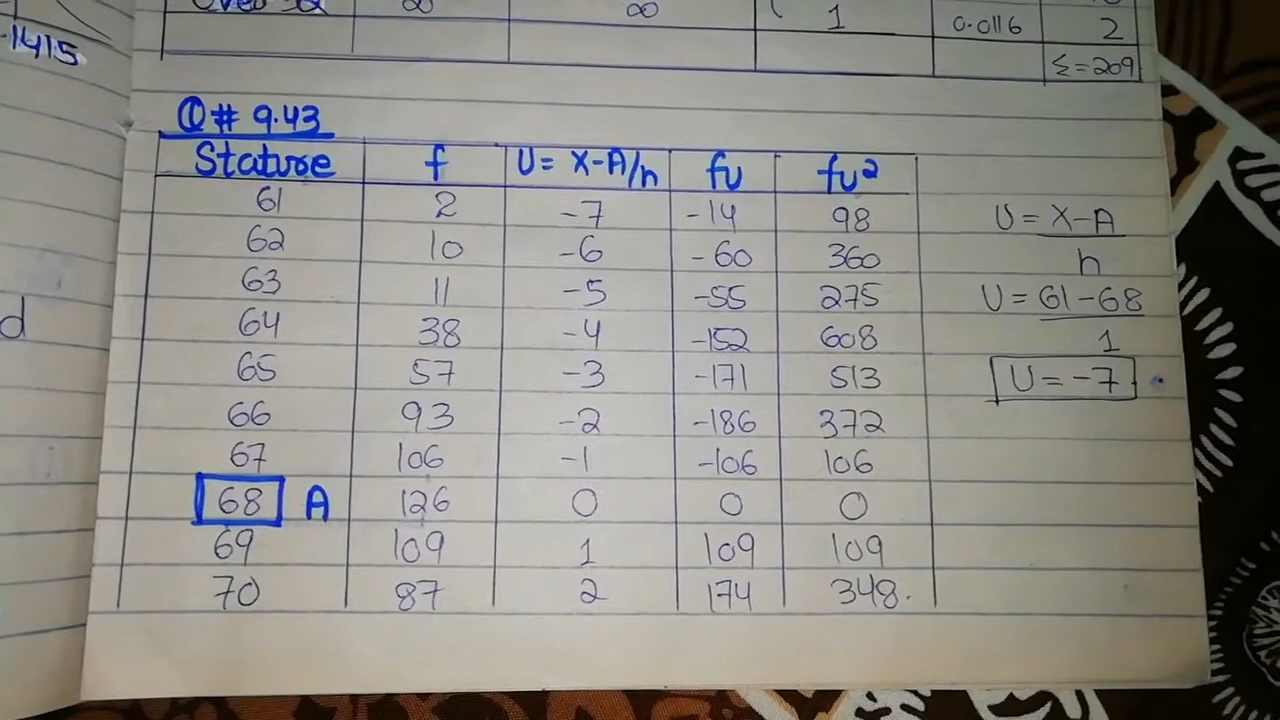 ∞ ∞ 1 0.0116 2
-1415
Σ=209
Q# 9.43
Stature f U= X-A/h fu fu²
61 2 -7 -14 98
62 10 -6 -60 360
63 11 -5 -55 275
64 38 -4 -152 608
65 57 -3 -171 513
66 93 -2 -186 372
67 106 -1 -106 106
68 A 126 0 0 0
69 109 1 109 109
70 87 2 174 348.
U = X-A
h
U = 61-68
1
U = -7
d